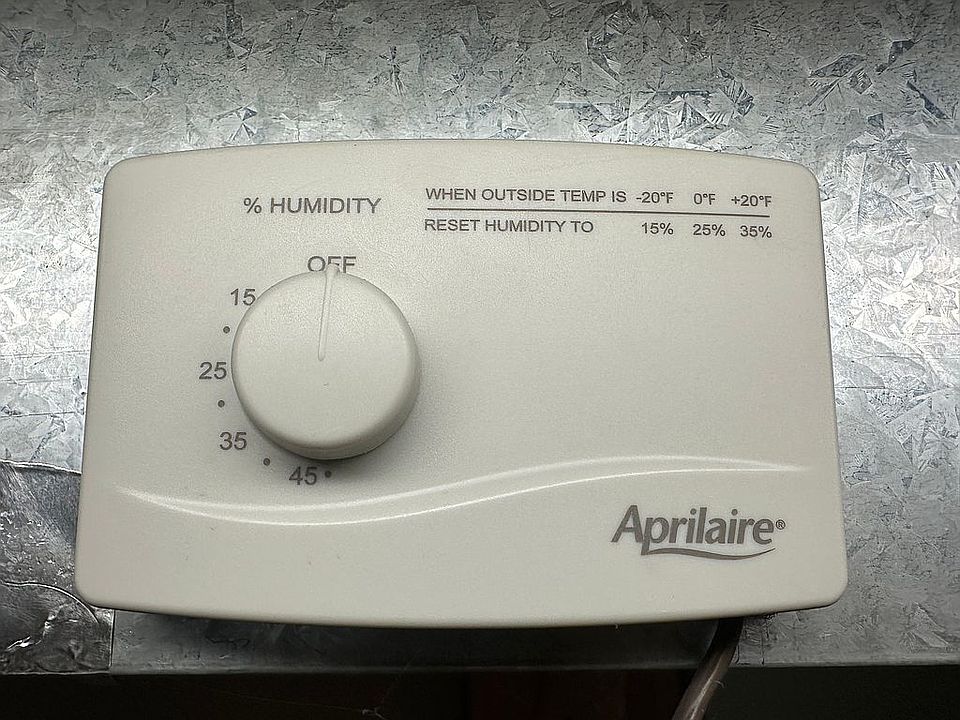 % HUMIDITY
WHEN OUTSIDE TEMP IS -20°F 0°F +20°F
RESET HUMIDITY TO 15% 25% 35%
OFF
15
25
35
45
Aprilaire®